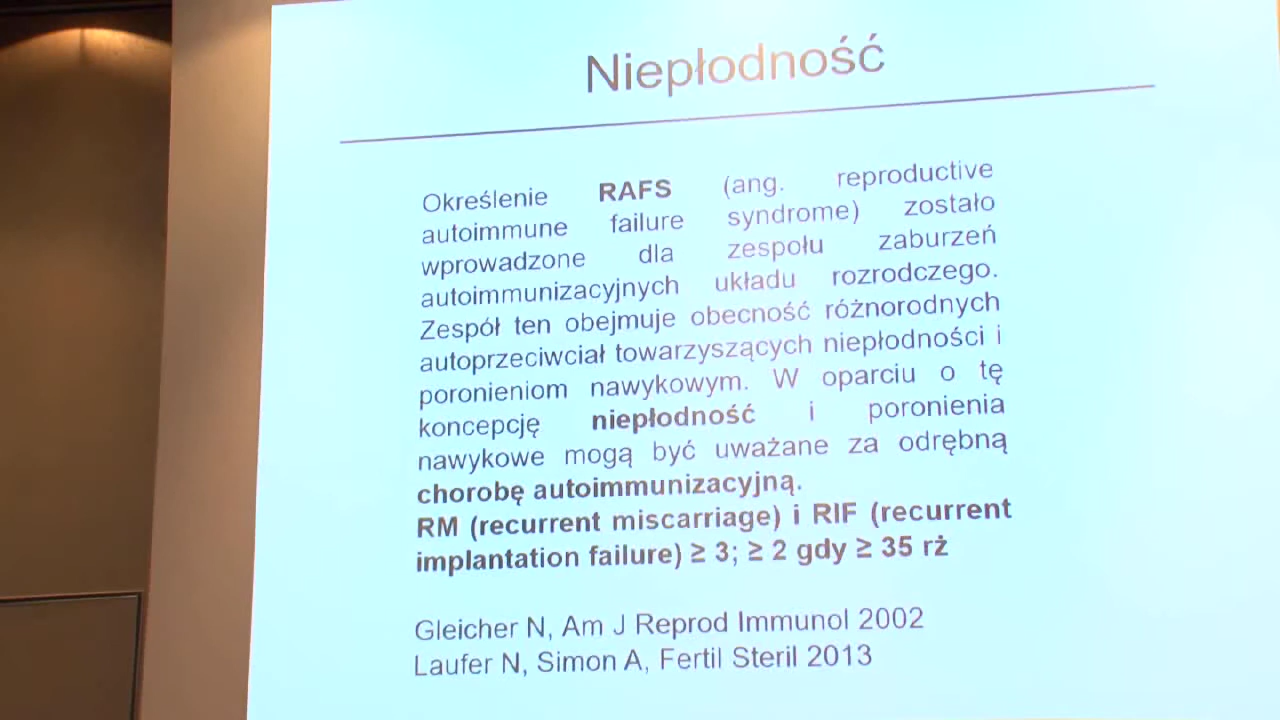 Niepłodność
Określenie RAFS (ang. reproductive
autoimmune failure syndrome) zostało
wprowadzone dla zespołu zaburzeń
autoimmunizacyjnych układu rozrodczego.
Zespół ten obejmuje obecność różnorodnych
autoprzeciwciał towarzyszących niepłodności i
poronieniom nawykowym. W oparciu o tę
koncepcję niepłodność i poronienia
nawykowe mogą być uważane za odrębną
chorobę autoimmunizacyjną.
RM (recurrent miscarriage) i RIF (recurrent
implantation failure) ≥ 3; ≥ 2 gdy ≥ 35 rż
Gleicher N, Am J Reprod Immunol 2002
Laufer N, Simon A, Fertil Steril 2013